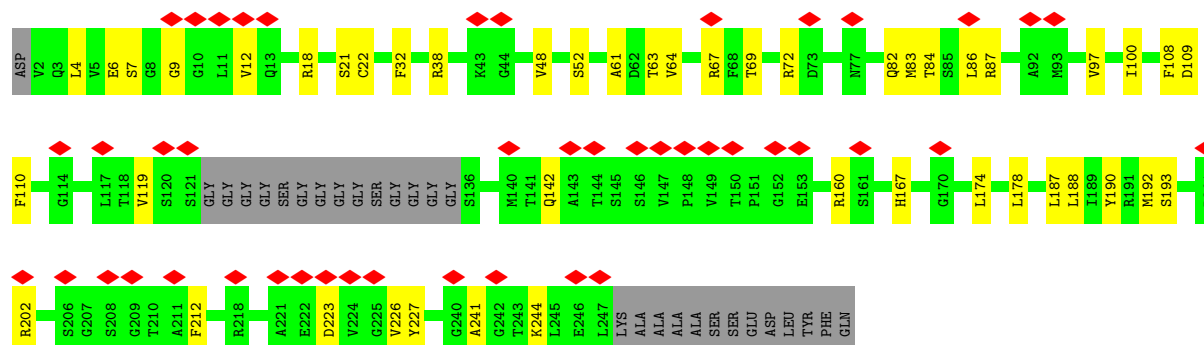 ASP V2 Q3 L4 V5 E6 S7 G8 G9 G10 L11 V12 Q13 R18 S21 C22 F32 R38 K43 G44 V48 S52 A61 D62 T63 V64 R67 F68 T69 R72 D73 N77 Q82 M83 T84 S85 L86 R87 A92 M93 V97 I100 F108 D109
F110 G114 L117 T118 V119 S120 S121 GLY GLY GLY GLY SER GLY GLY GLY GLY SER GLY GLY GLY GLY S136 M140 T141 Q142 A143 T144 S145 S146 V147 P148 V149 T150 P151 G152 E153 R160 S161 H167 G170 L174 L178 L187 L188 I189 Y190 R191 M192 S193
R202 S206 G207 S208 G209 T210 A211 F212 R218 A221 E222 D223 V224 G225 V226 Y227 G240 A241 G242 T243 K244 L245 E246 L247 LYS ALA ALA ALA ALA SER SER GLU ASP LEU TYR PHE GLN